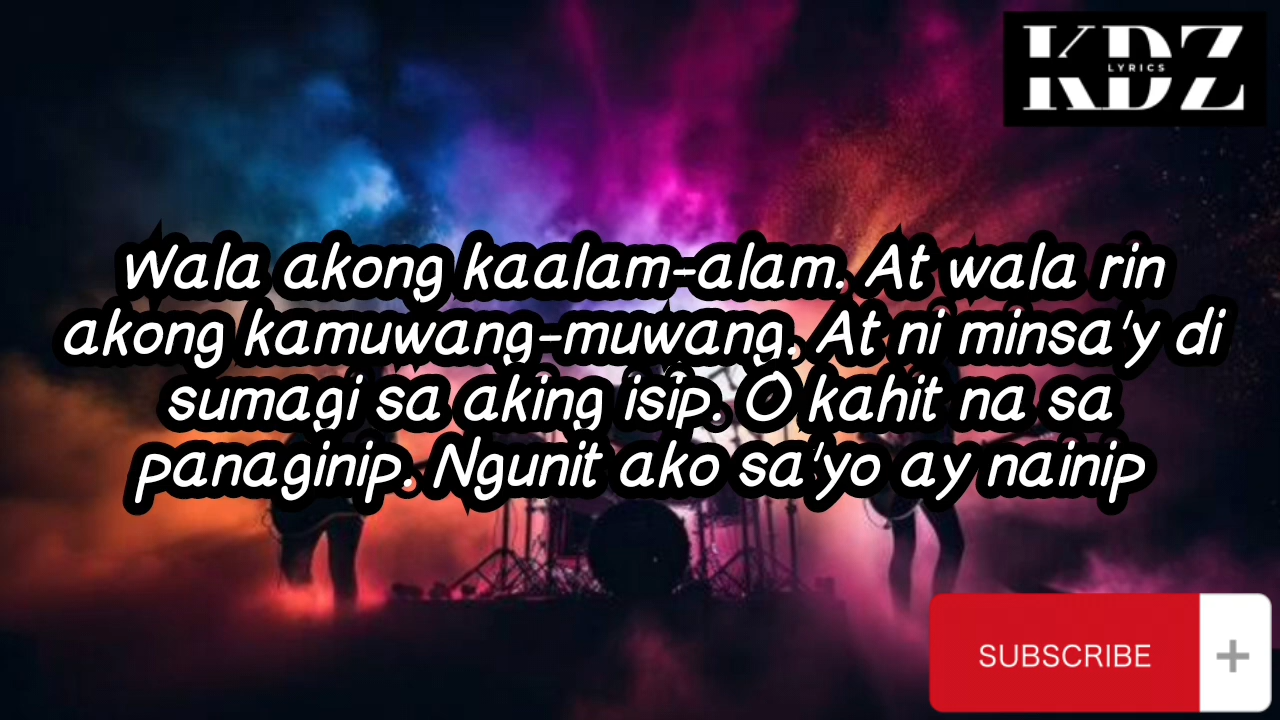 KDZ
LYRICS
Wala akong kaalam-alam. At wala rin
akong kamuwang-muwang. At ni minsa'y di
sumagi sa aking isip. O kahit na sa
panaginip. Ngunit ako sa'yo ay nainip
SUBSCRIBE +